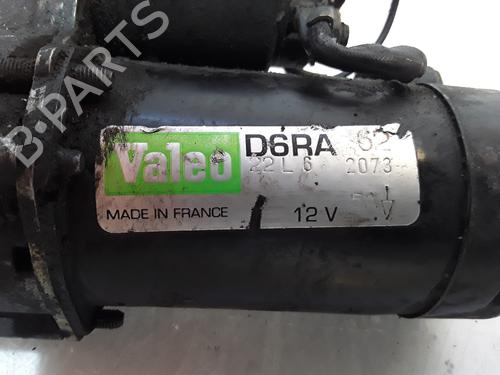 B-PARTS
Valeo D6RA 62
22 L 6 2073
MADE IN FRANCE 12 V